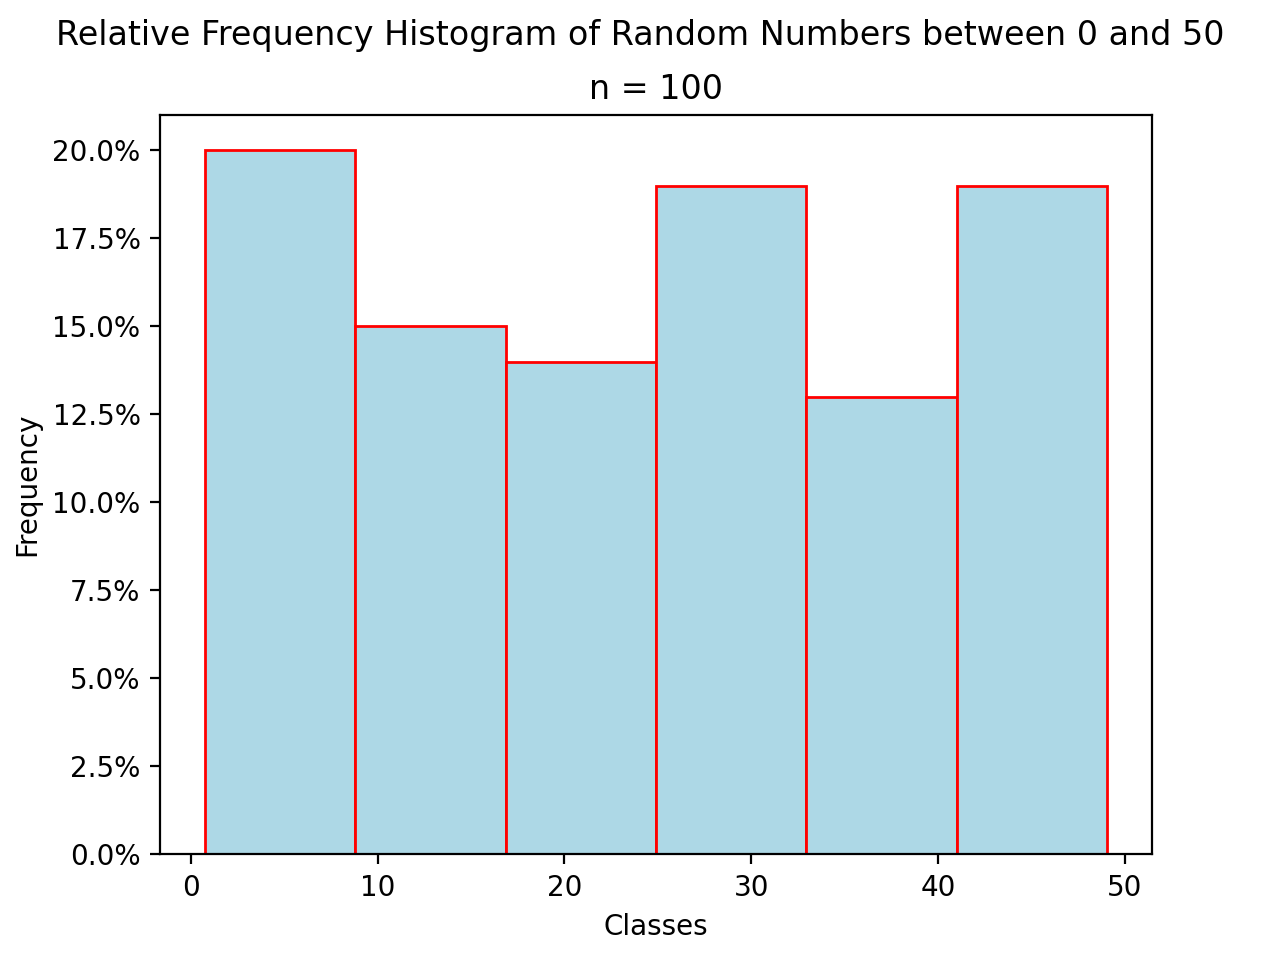 Relative Frequency Histogram of Random Numbers between 0 and 50
n = 100
20.0%
17.5%
15.0%
12.5%
10.0%
7.5%
5.0%
2.5%
0.0%
Frequency
0 10 20 30 40 50
Classes